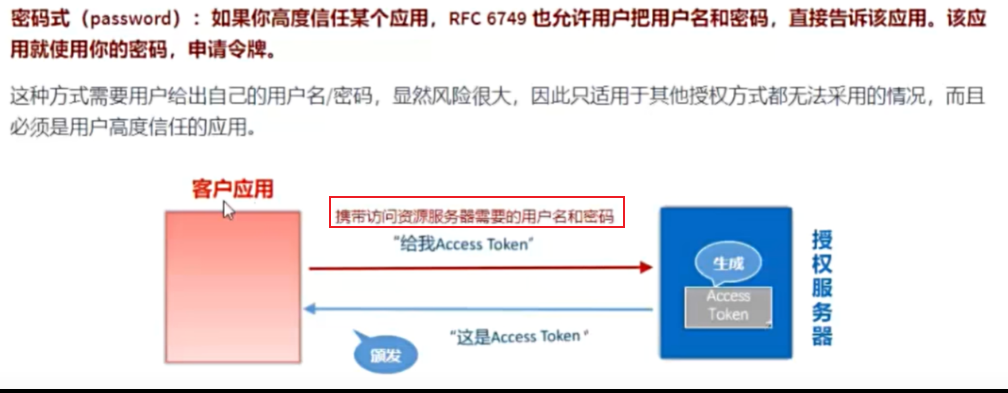 密码式（password）：如果你高度信任某个应用，RFC 6749 也允许用户把用户名和密码，直接告诉该应用。该应
用就使用你的密码，申请令牌。
这种方式需要用户给出自己的用户名/密码，显然风险很大，因此只适用于其他授权方式都无法采用的情况，而且
必须是用户高度信任的应用。
客户应用
携带访问资源服务器需要的用户名和密码
“给我Access Token”
生成
Access
Token
授权服务器
“这是Access Token ”
颁发